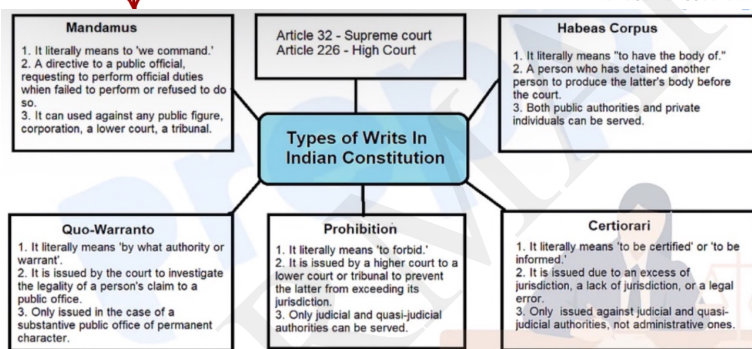 Mandamus
1. It literally means to 'we command.'
2. A directive to a public official,
requesting to perform official duties
when failed to perform or refused to do
so.
3. It can used against any public figure,
corporation, a lower court, a tribunal.
Article 32 - Supreme court
Article 226 - High Court
Habeas Corpus
1. It literally means "to have the body of."
2. A person who has detained another
person to produce the latter's body before
the court.
3. Both public authorities and private
individuals can be served.
Types of Writs In
Indian Constitution
Quo-Warranto
1. It literally means 'by what authority or
warrant'.
2. It is issued by the court to investigate
the legality of a person's claim to a
public office.
3. Only issued in the case of a
substantive public office of permanent
character.
Prohibition
1. It literally means 'to forbid.'
2. It is issued by a higher court to a
lower court or tribunal to prevent
the latter from exceeding its
jurisdiction.
3. Only judicial and quasi-judicial
authorities can be served.
Certiorari
1. It literally means 'to be certified' or 'to be
informed.'
2. It is issued due to an excess of
jurisdiction, a lack of jurisdiction, or a legal
error.
3. Only issued against judicial and quasi-
judicial authorities, not administrative ones.